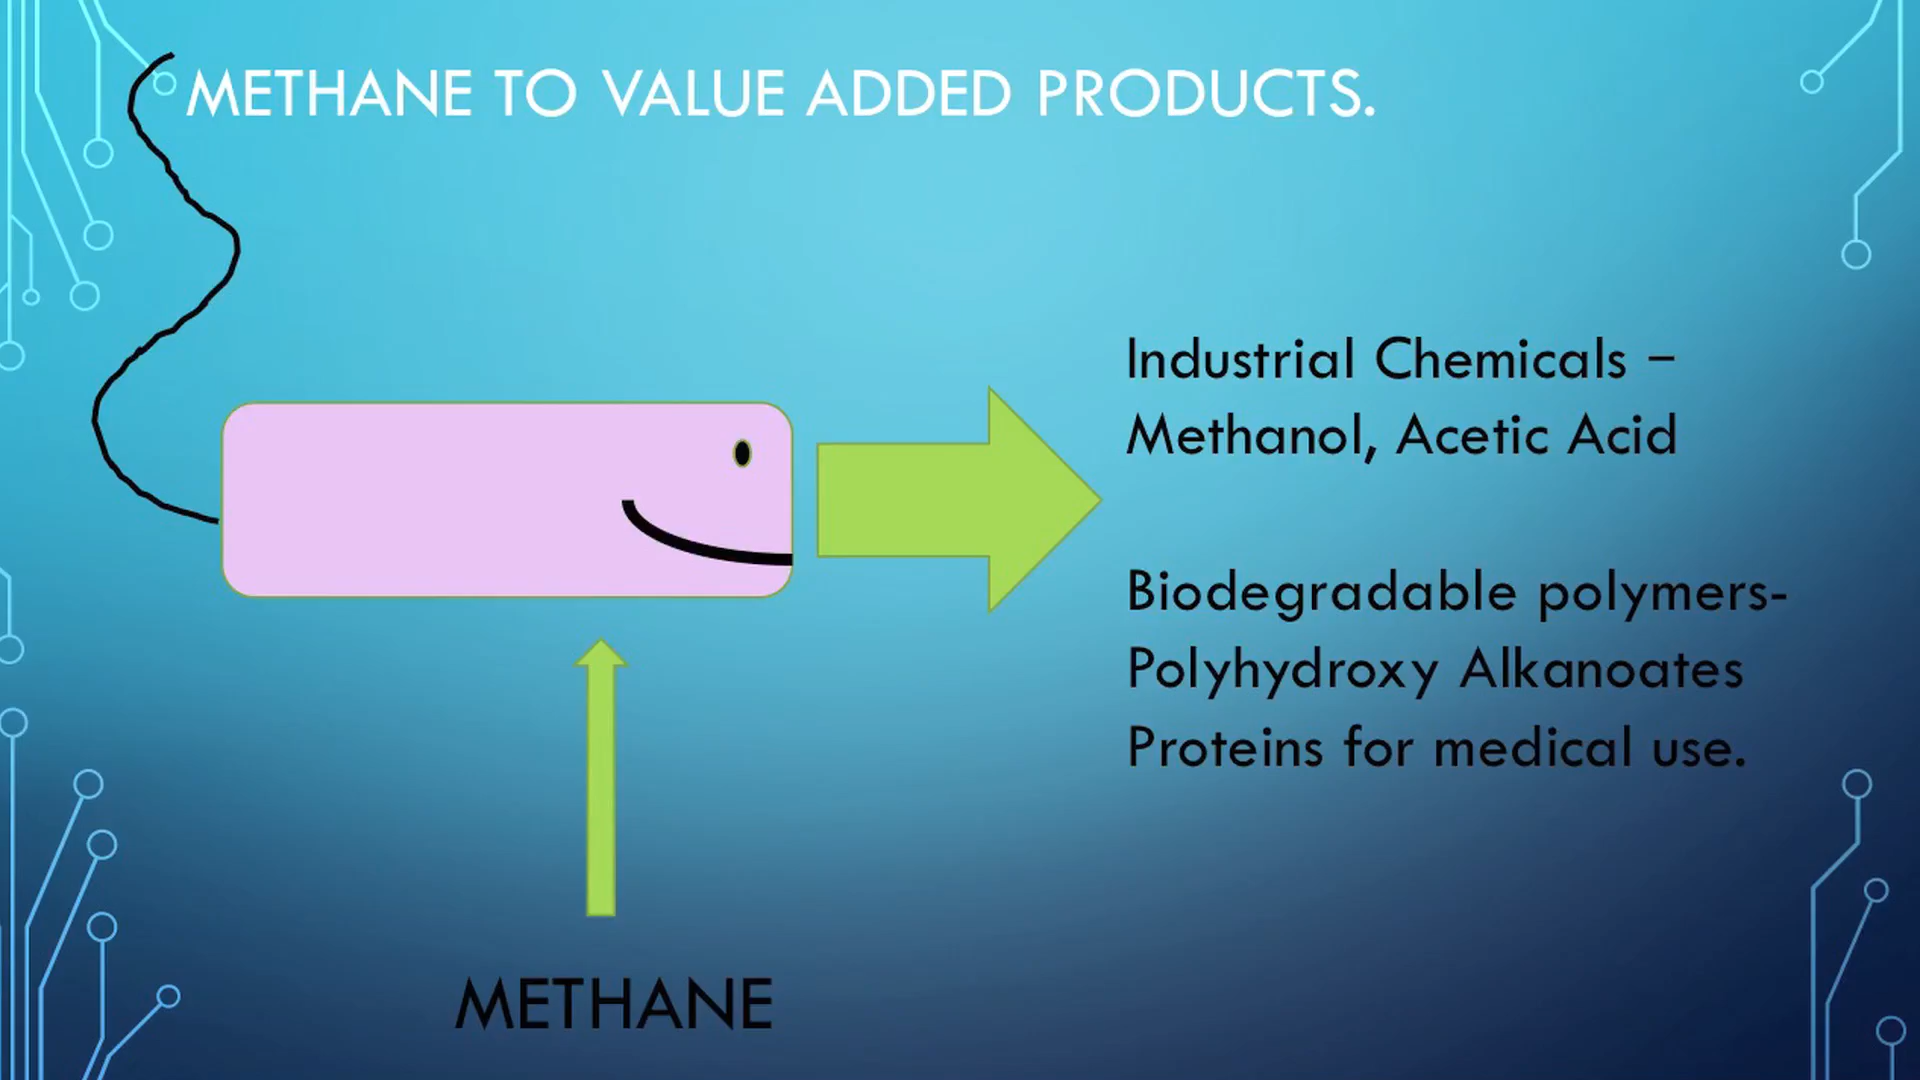 METHANE TO VALUE ADDED PRODUCTS.
Industrial Chemicals –
Methanol, Acetic Acid
Biodegradable polymers-
Polyhydroxy Alkanoates
Proteins for medical use.
METHANE